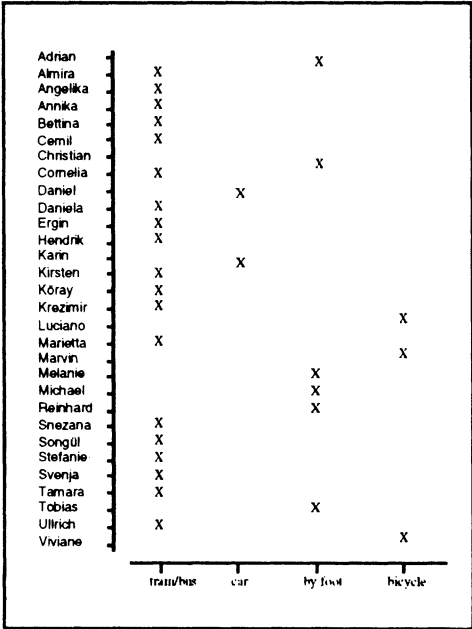 Adrian X
Almira X
Angelika X
Annika X
Bettina X
Cemil X
Christian X
Cornelia X
Daniel X
Daniela X
Ergin X
Hendrik X
Karin X
Kirsten X
Köray X
Krezimir X
Luciano X
Marietta X
Marvin X
Melanie X
Michael X
Reinhard X
Snezana X
Songül X
Stefanie X
Svenja X
Tamara X
Tobias X
Ullrich X
Viviane X
train/bus car by foot bicycle